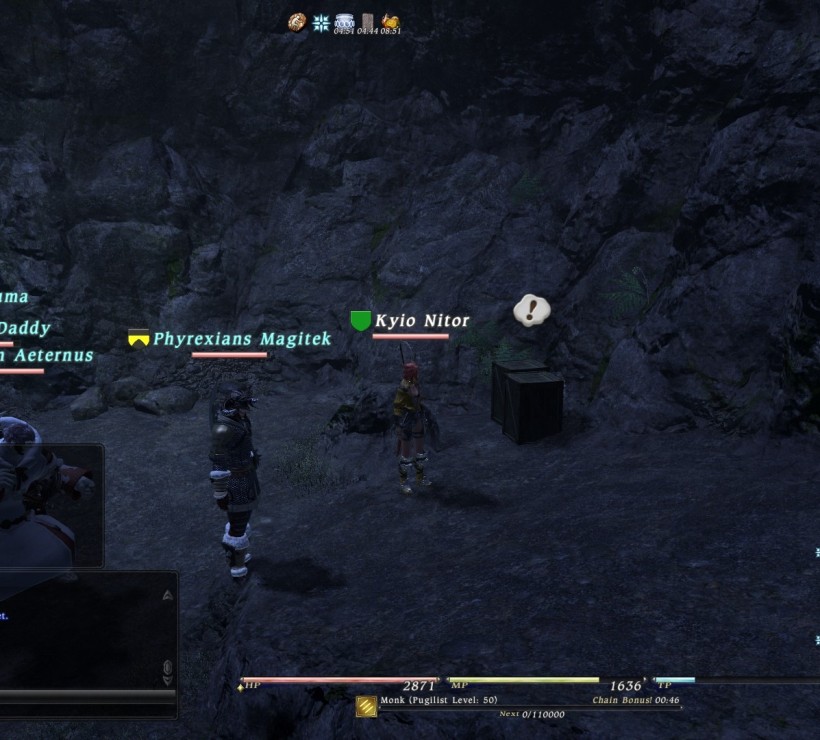 04:51 04:44 08:51
uma
Daddy
n Aeternus
Phyrexians Magitek
Kyio Nitor
!
et.
HP 2871 MP 1636 TP
Monk (Pugilist Level: 50) Chain Bonus! 00:46
Next 0/110000